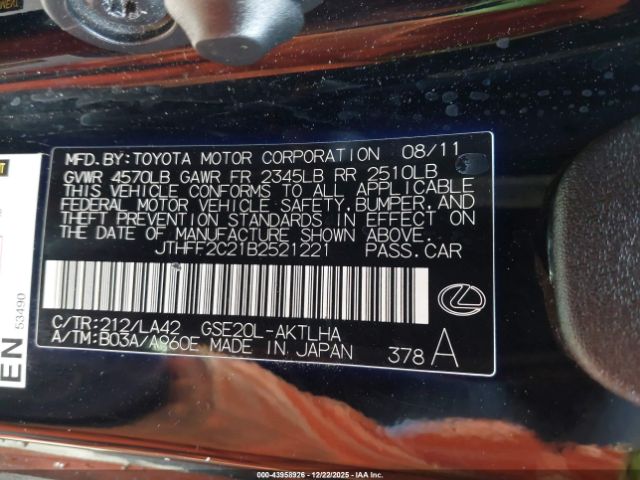 MFD.BY:TOYOTA MOTOR CORPORATION 08/11
GVWR 4570LB GAWR FR 2345LB RR 2510LB
THIS VEHICLE CONFORMS TO ALL APPLICABLE
FEDERAL MOTOR VEHICLE SAFETY,BUMPER,AND
THEFT PREVENTION STANDARDS IN EFFECT ON
THE DATE OF MANUFACTURE SHOWN ABOVE.
JTHFF2C21B2521221 PASS.CAR
C/TR:212/LA42 GSE20L-AKTLHA
A/TM:B03A/A960E MADE IN JAPAN 378 A
53490
EN
000-43958926 - 12/22/2025 - IAA Inc.